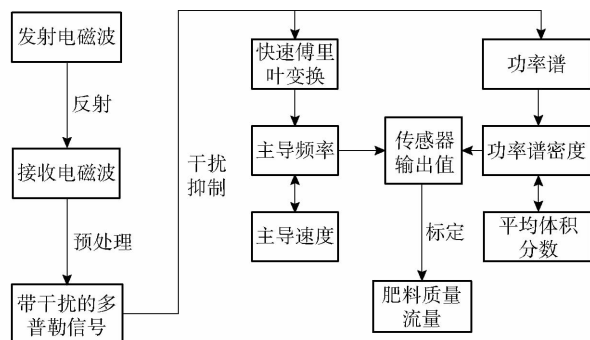 发射电磁波
反射
接收电磁波
预处理
带干扰的多
普勒信号
干扰
抑制
快速傅里
叶变换
主导频率
主导速度
传感器
输出值
标定
肥料质量
流量
功率谱
功率谱密度
平均体积
分数